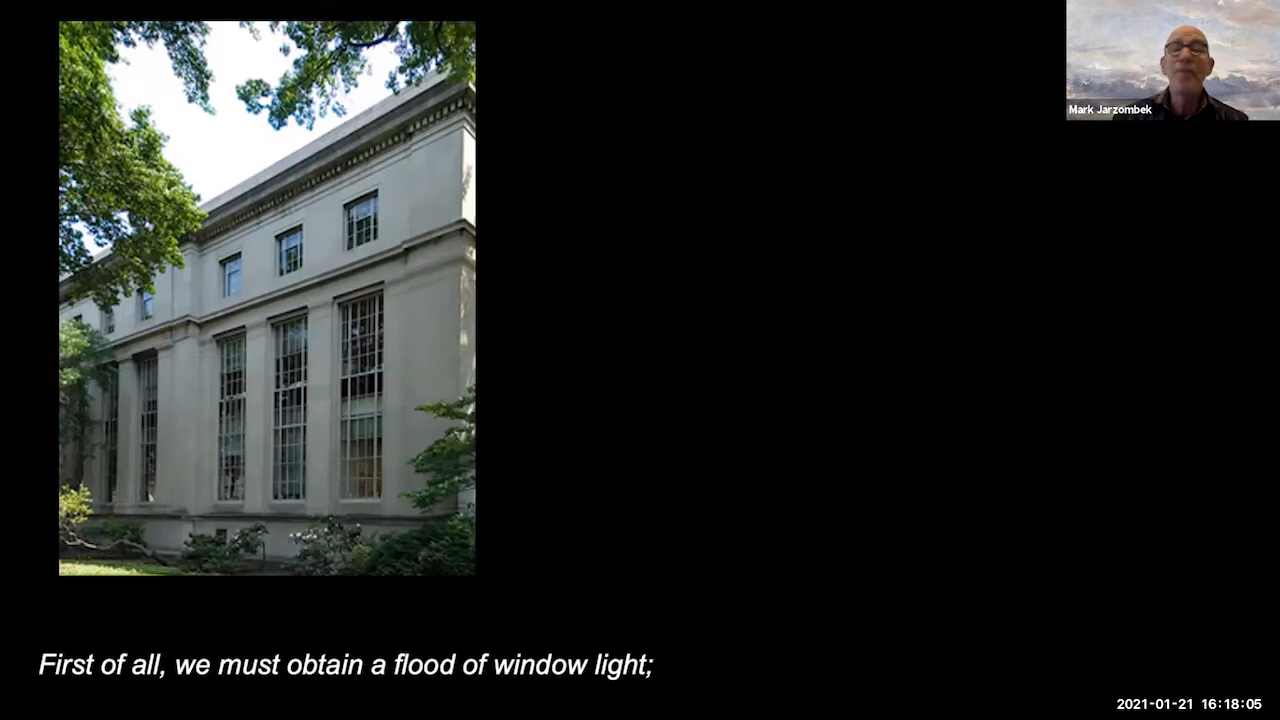 Mark Jarzombek
First of all, we must obtain a flood of window light;
2021-01-21 16:18:05